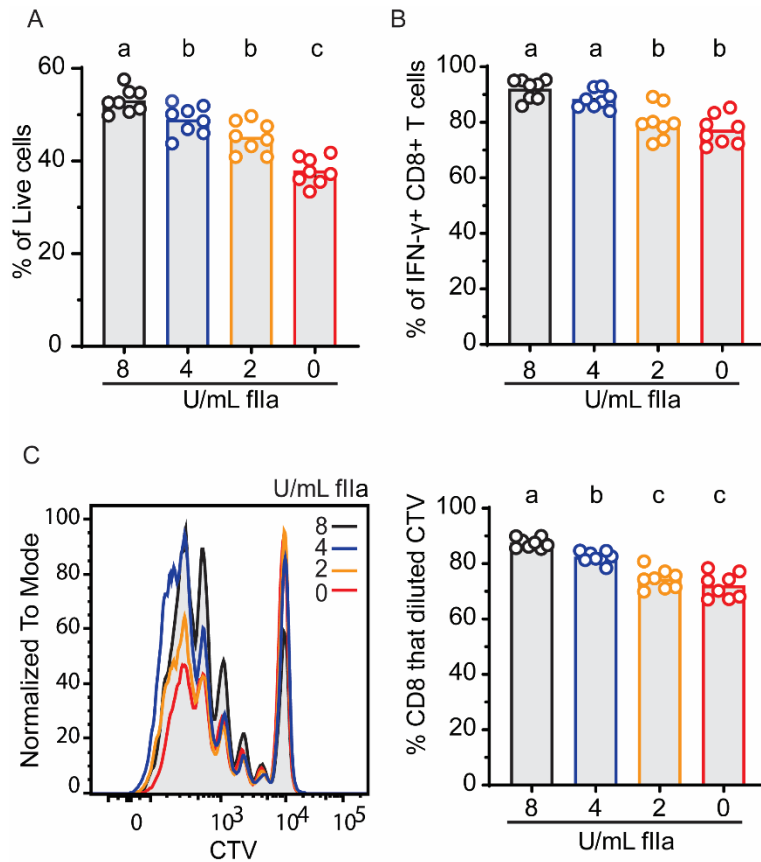 A
a b b c
% of Live cells
60
40
20
0
8 4 2 0
U/mL fIIa
B
a a b b
% of IFN-γ+ CD8+ T cells
100
80
60
40
20
0
8 4 2 0
U/mL fIIa
C
U/mL fIIa
8
4
2
0
Normalized To Mode
100
80
60
40
20
0
0 10³ 10⁴ 10⁵
CTV
a b c c
% CD8 that diluted CTV
100
80
60
40
20
0
8 4 2 0
U/mL fIIa